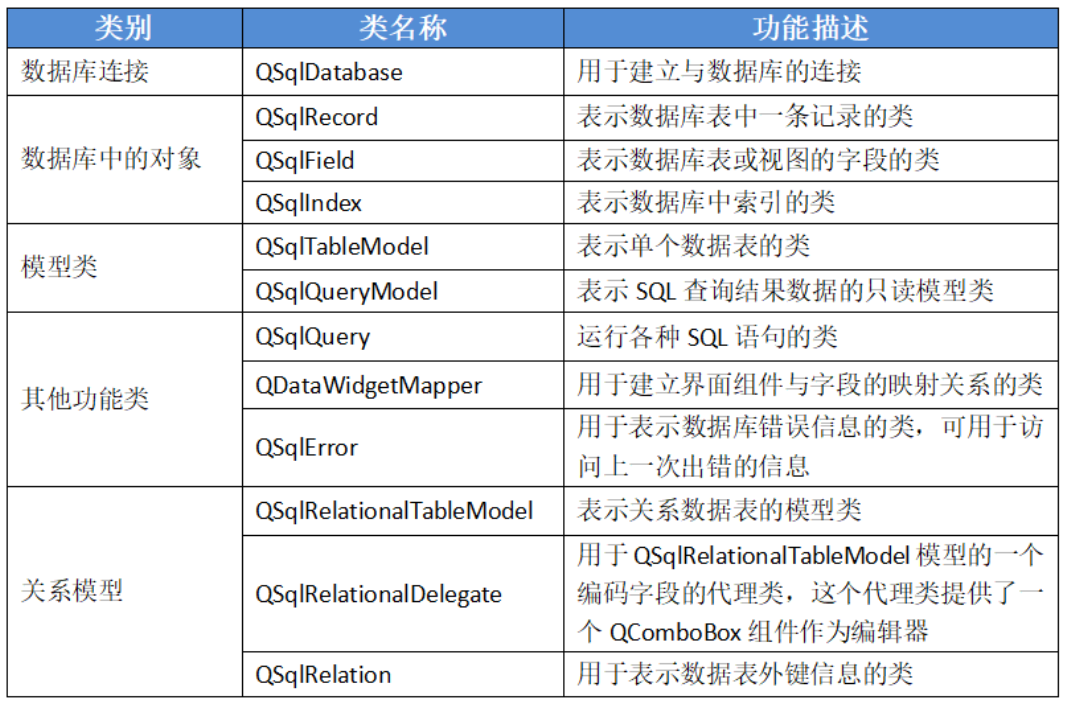 类别 类名称 功能描述
数据库连接 QSqlDatabase 用于建立与数据库的连接
数据库中的对象 QSqlRecord 表示数据库表中一条记录的类
QSqlField 表示数据库表或视图的字段的类
QSqlIndex 表示数据库中索引的类
模型类 QSqlTableModel 表示单个数据表的类
QSqlQueryModel 表示 SQL 查询结果数据的只读模型类
其他功能类 QSqlQuery 运行各种 SQL 语句的类
QDataWidgetMapper 用于建立界面组件与字段的映射关系的类
QSqlError 用于表示数据库错误信息的类，可用于访
问上一次出错的信息
关系模型 QSqlRelationalTableModel 表示关系数据表的模型类
QSqlRelationalDelegate 用于 QSqlRelationalTableModel 模型的一个
编码字段的代理类，这个代理类提供了一
个 QComboBox 组件作为编辑器
QSqlRelation 用于表示数据表外键信息的类